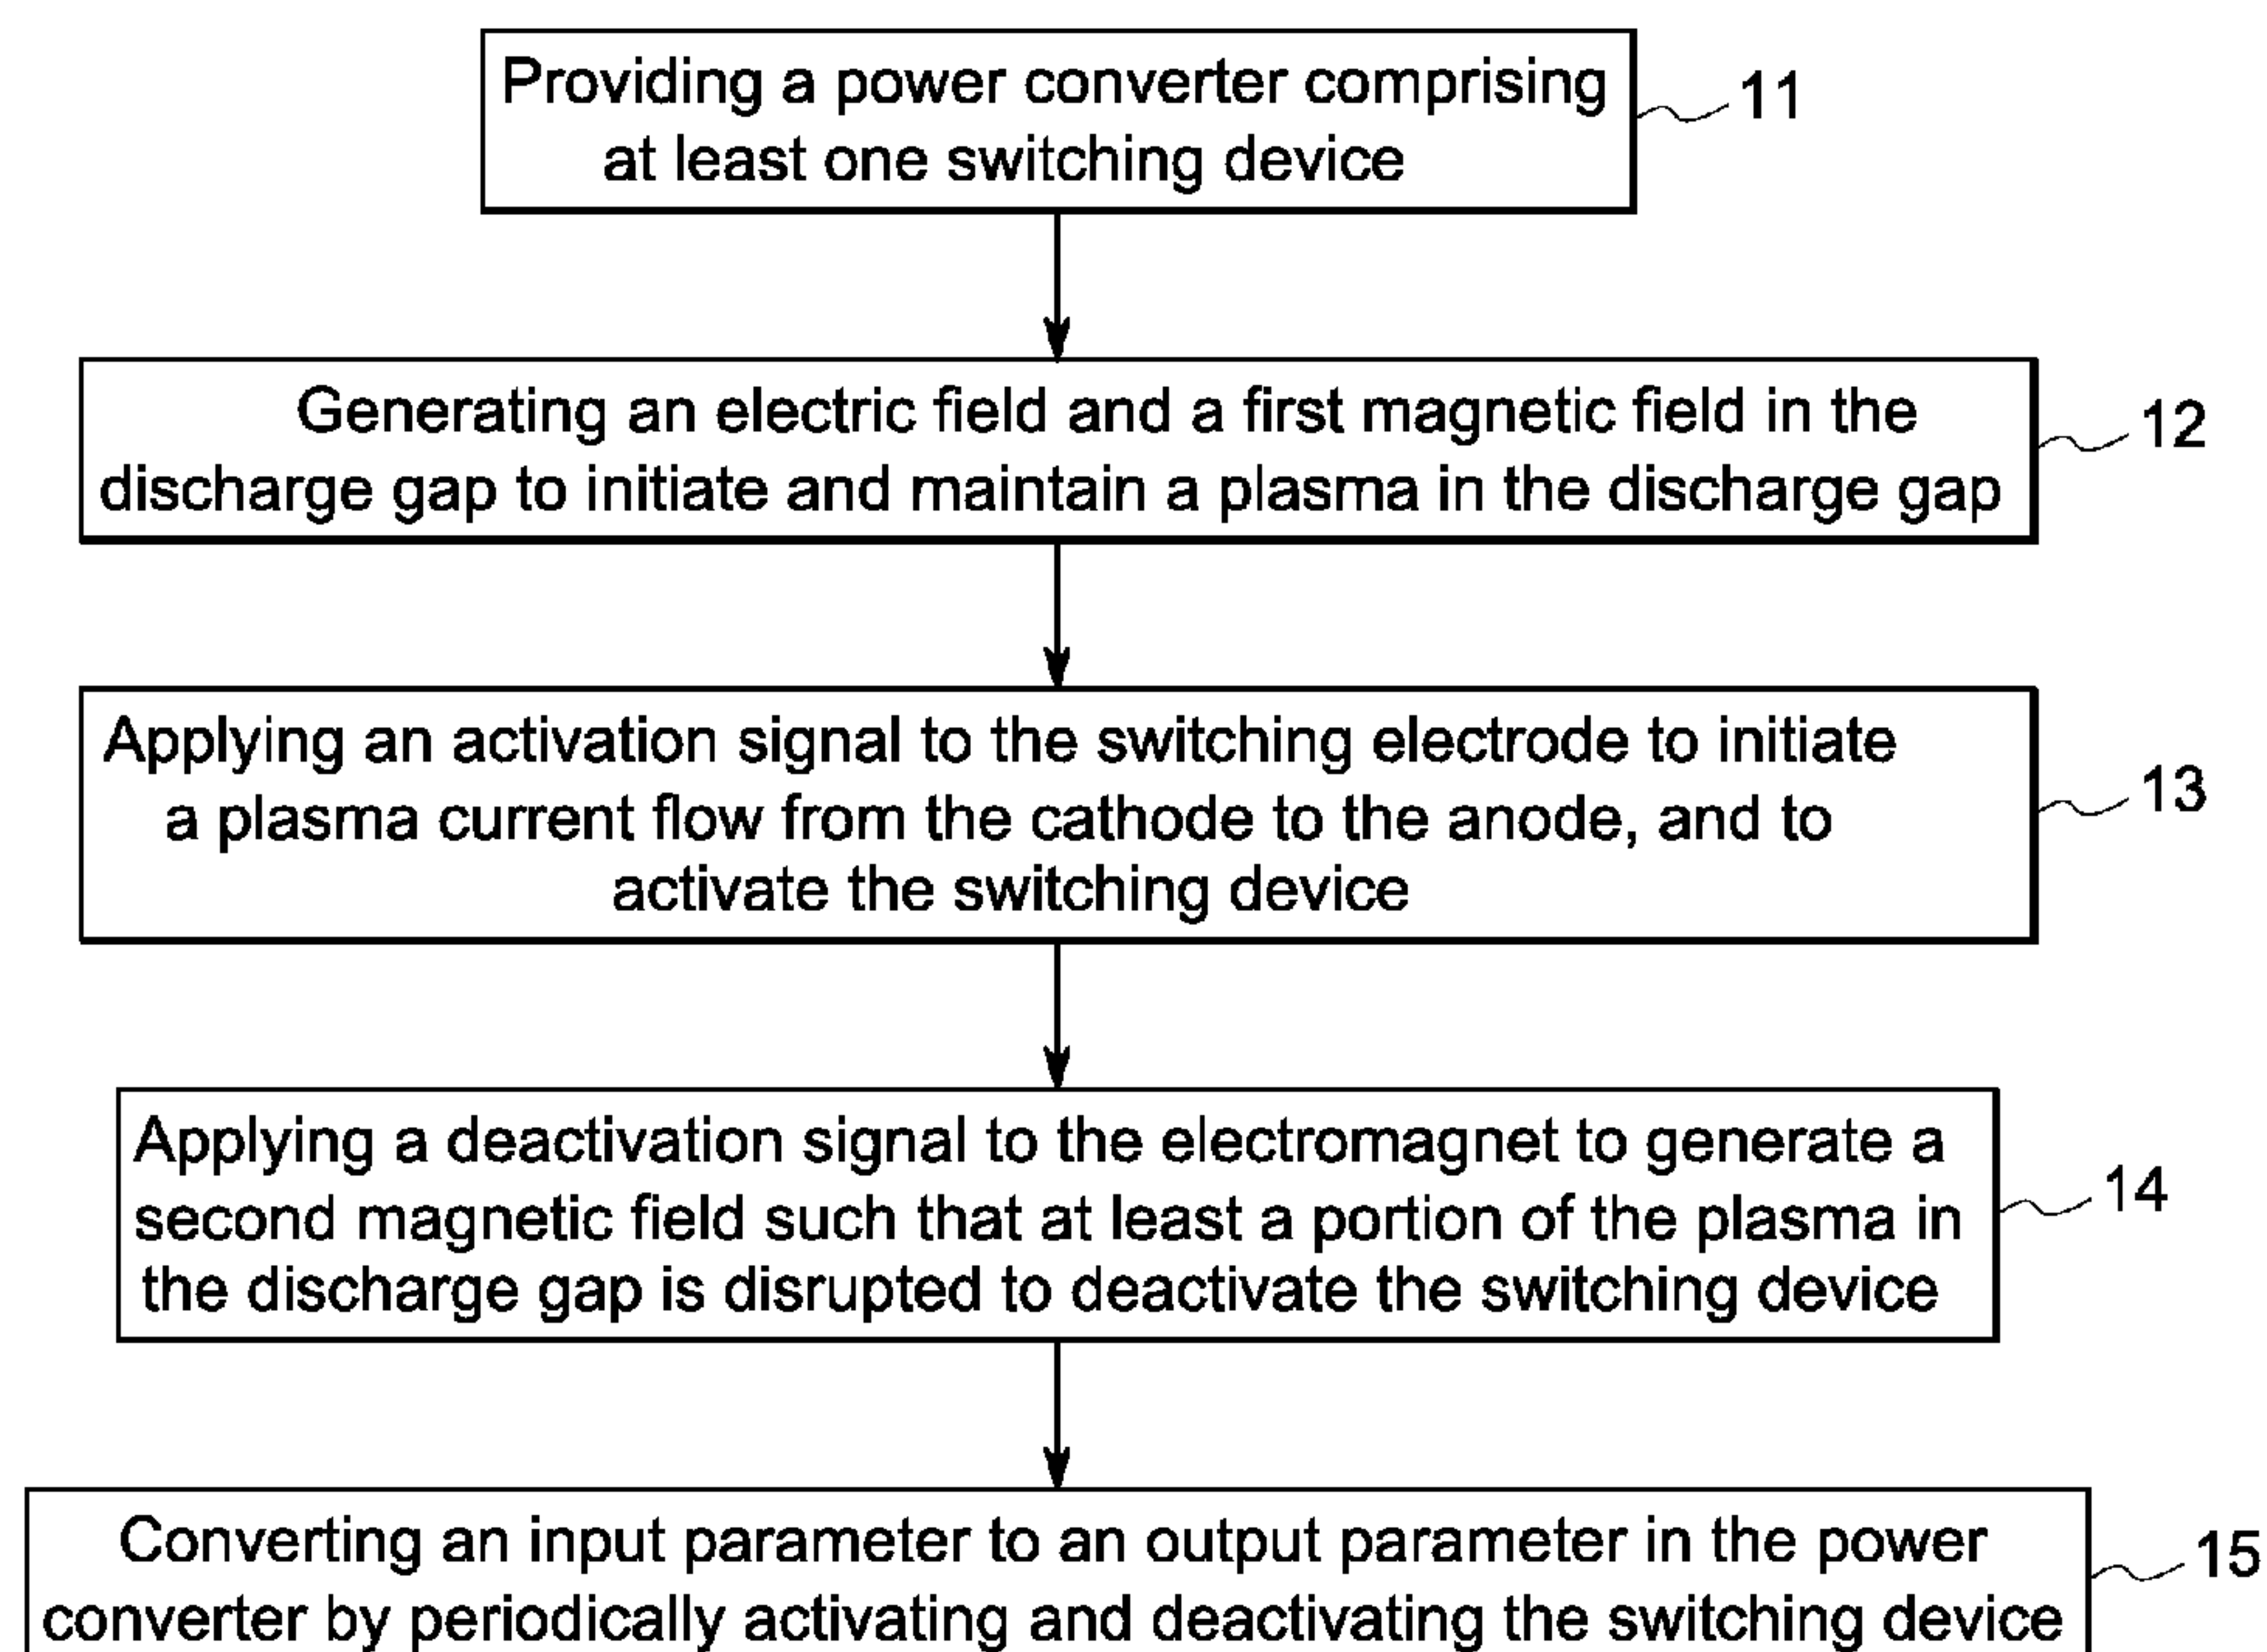 Providing a power converter comprising
at least one switching device
11
Generating an electric field and a first magnetic field in the
discharge gap to initiate and maintain a plasma in the discharge gap
12
Applying an activation signal to the switching electrode to initiate
a plasma current flow from the cathode to the anode, and to
activate the switching device
13
Applying a deactivation signal to the electromagnet to generate a
second magnetic field such that at least a portion of the plasma in
the discharge gap is disrupted to deactivate the switching device
14
Converting an input parameter to an output parameter in the power
converter by periodically activating and deactivating the switching device
15